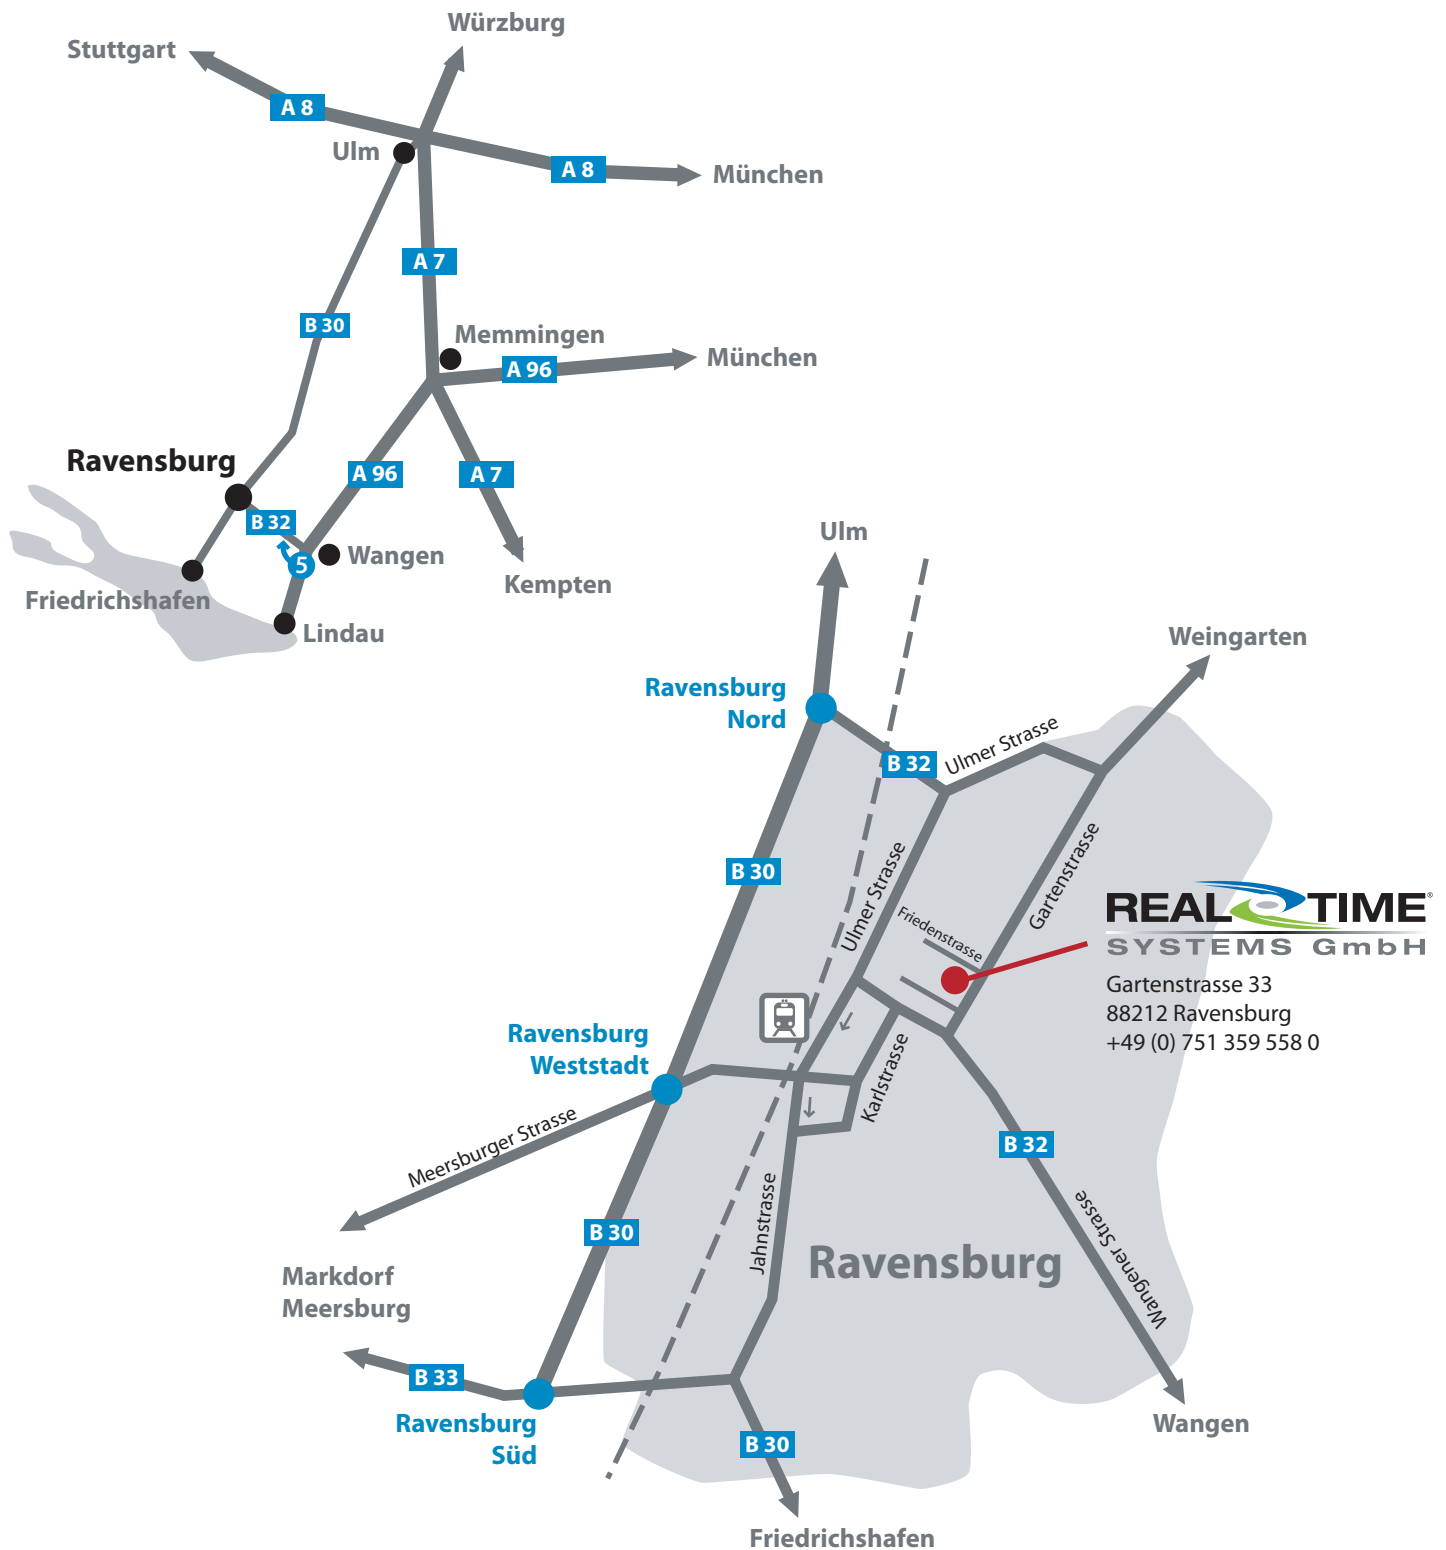 Würzburg
Stuttgart
A 8
Ulm
A 8
München
A 7
B 30
Memmingen
München
A 96
Ravensburg
A 96
A 7
B 32
Wangen
5
Kempten
Friedrichshafen
Lindau
Ulm
Weingarten
Ravensburg
Nord
Ulmer Strasse
B 32
Gartenstrasse
B 30
Ulmer Strasse
Friedenstrasse
REAL TIME®
SYSTEMS GmbH
Gartenstrasse 33
88212 Ravensburg
+49 (0) 751 359 558 0
Ravensburg
Weststadt
Karlstrasse
Meersburger Strasse
B 32
Jahnstrasse
Wangener Strasse
B 30
Ravensburg
Markdorf
Meersburg
B 33
Ravensburg
Süd
Wangen
B 30
Friedrichshafen